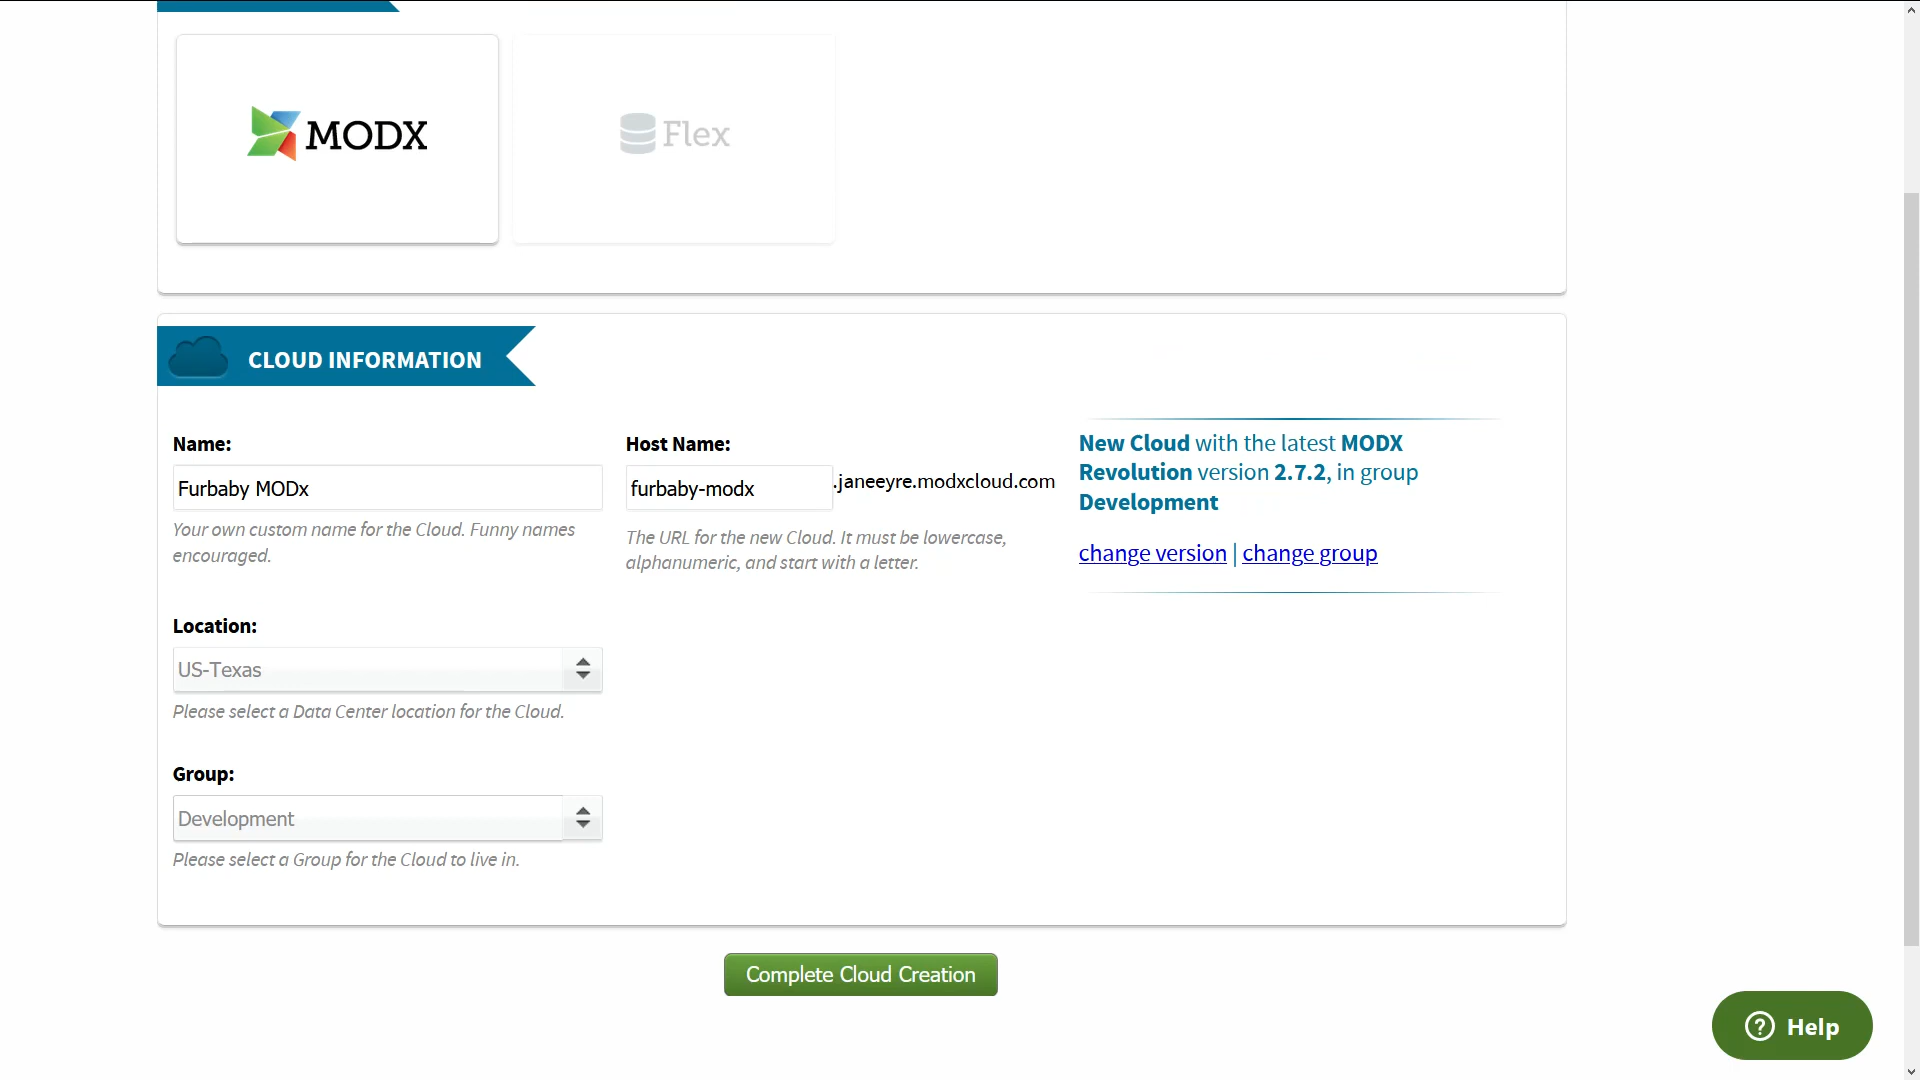 MODX
Flex
CLOUD INFORMATION
Name:
Furbaby MODx
Your own custom name for the Cloud. Funny names
encouraged.
Host Name:
furbaby-modx
.janeeyre.modxcloud.com
The URL for the new Cloud. It must be lowercase,
alphanumeric, and start with a letter.
New Cloud with the latest MODX
Revolution version 2.7.2, in group
Development
change version | change group
Location:
US-Texas
Please select a Data Center location for the Cloud.
Group:
Development
Please select a Group for the Cloud to live in.
Complete Cloud Creation
Help